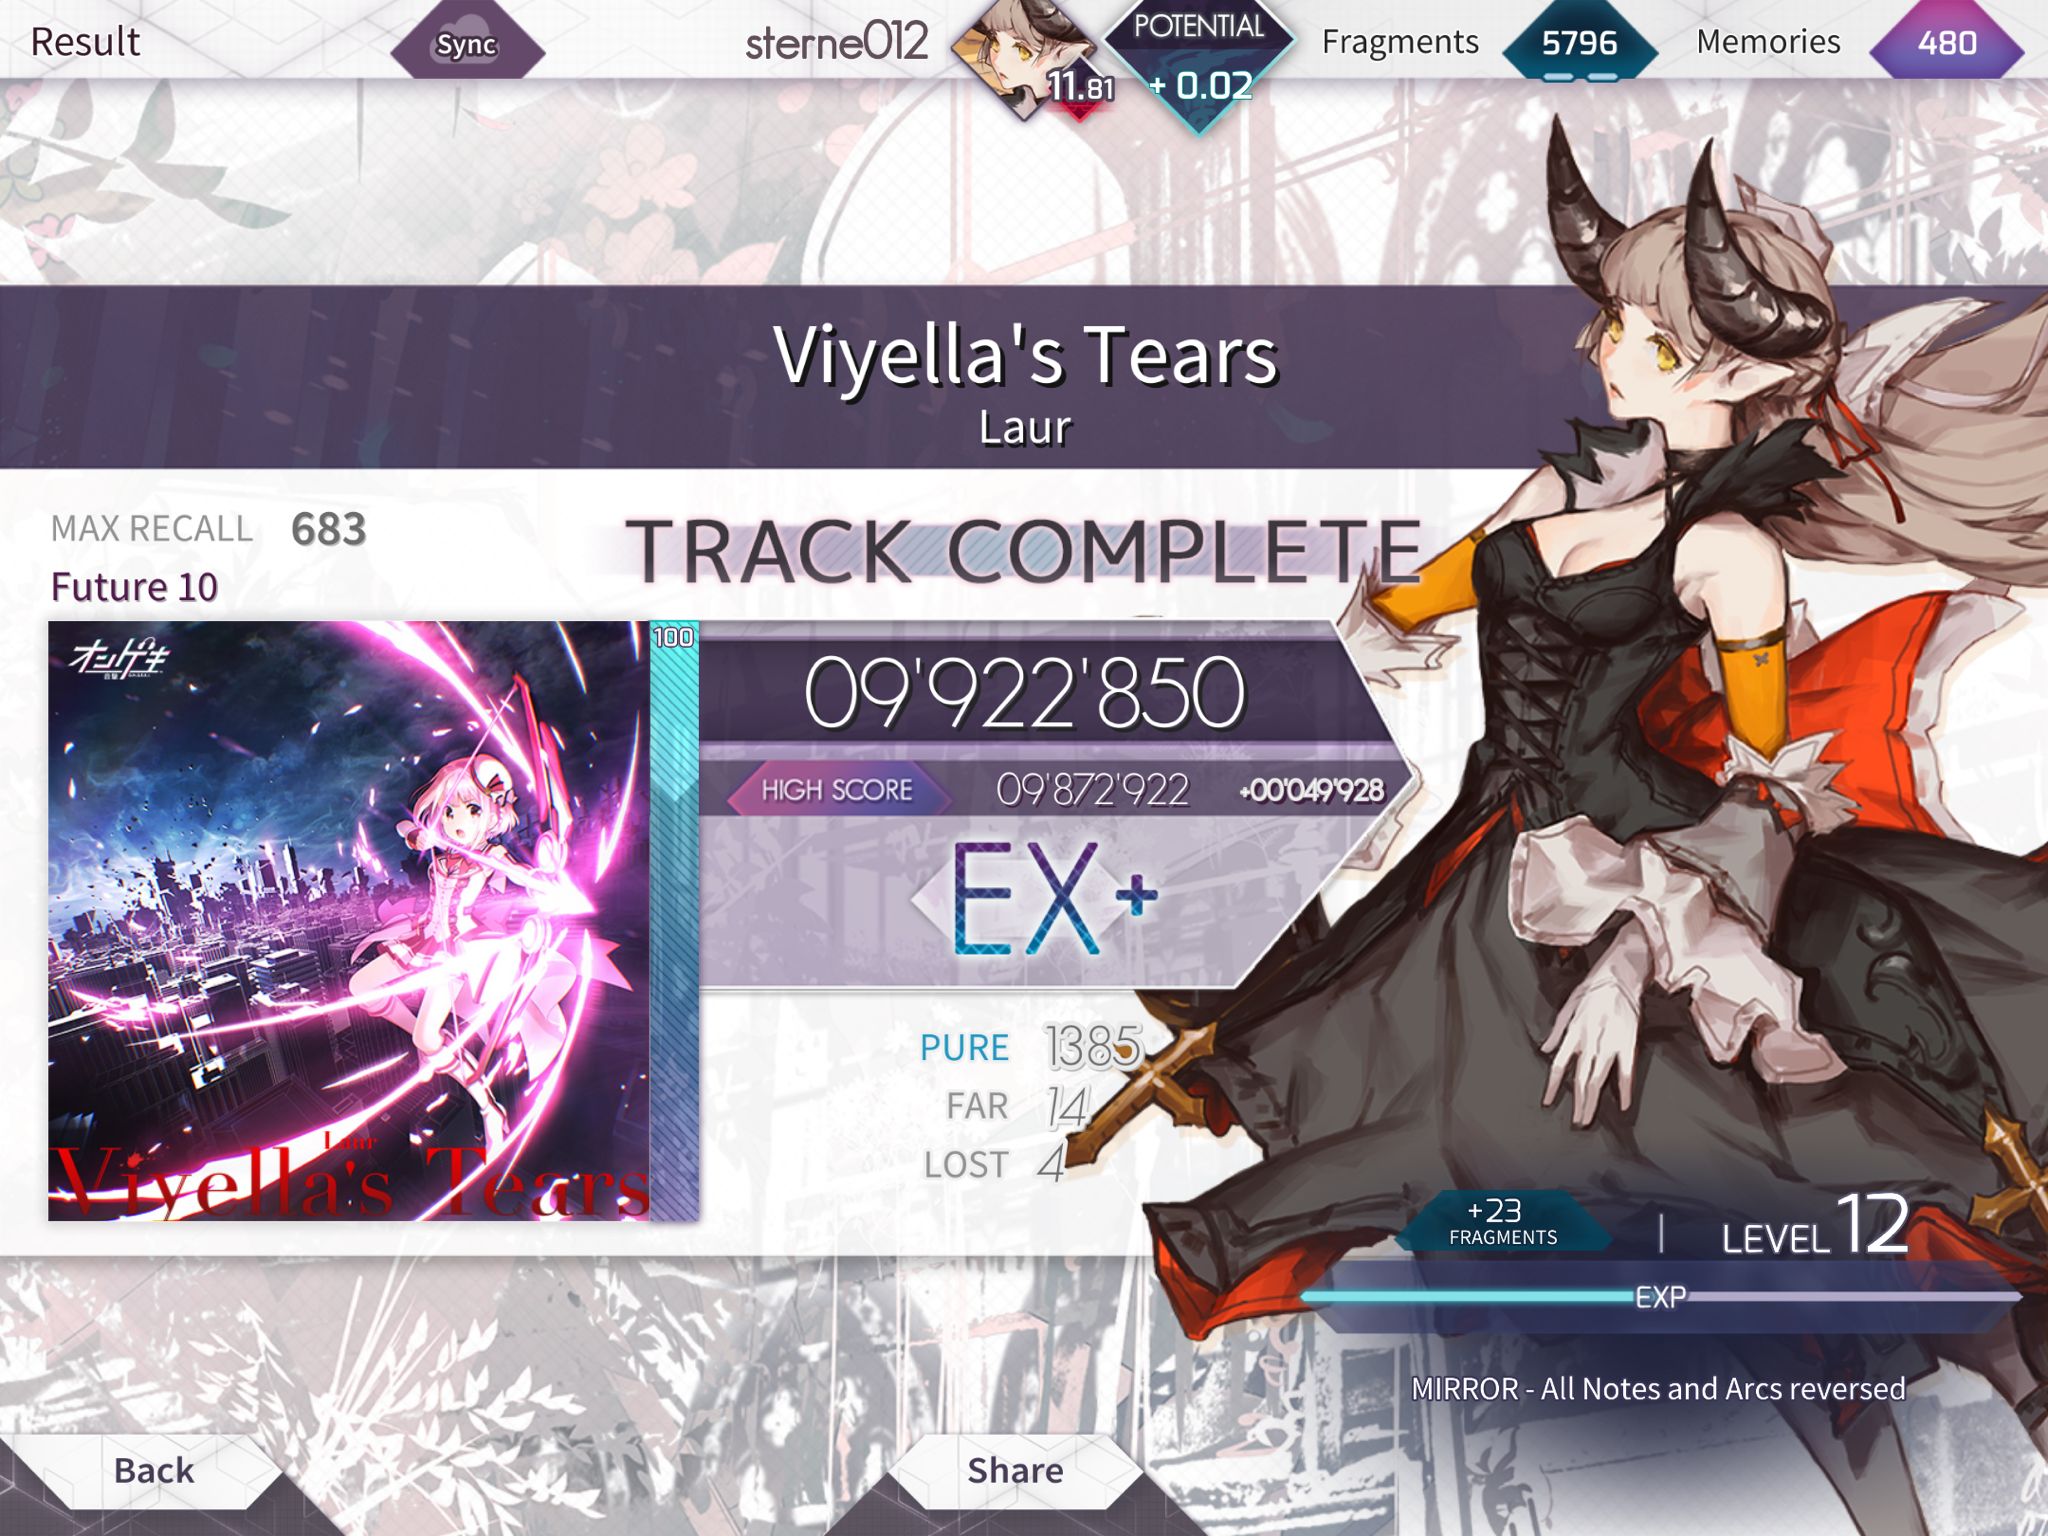 Result
Sync
sterne012
11.81
POTENTIAL
+ 0.02
Fragments
5796
Memories
480
Viyella's Tears
Laur
MAX RECALL 683
Future 10
TRACK COMPLETE
オンゲキ
100
09'922'850
HIGH SCORE 09'872'922 +00'049'928
EX+
Laur
Viyella's Tears
PURE 1385
FAR 14
LOST 4
+23
FRAGMENTS
LEVEL 12
EXP
MIRROR - All Notes and Arcs reversed
Back
Share